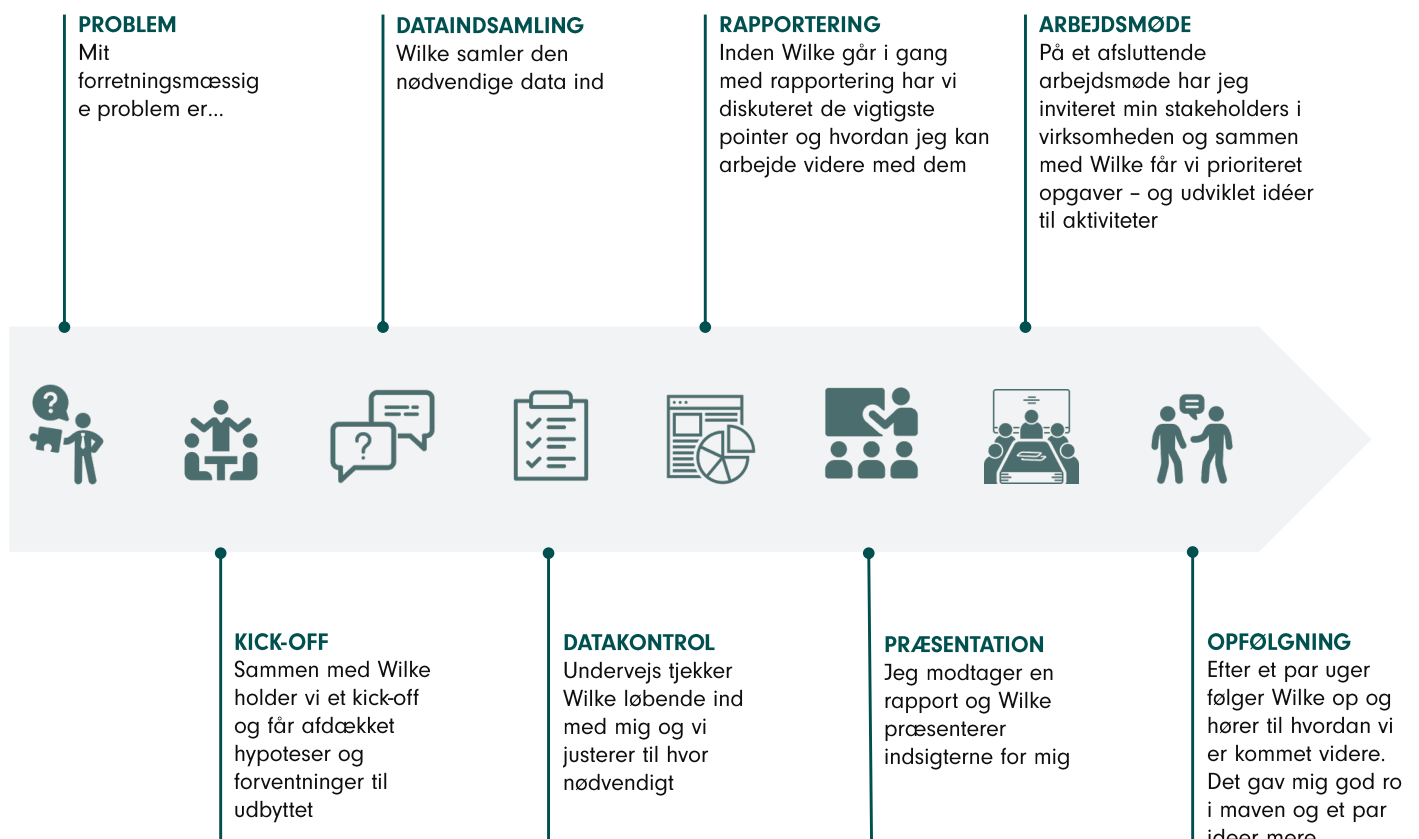 PROBLEM
Mit
forretningsmæssig
e problem er...
DATAINDSAMLING
Wilke samler den
nødvendige data ind
RAPPORTERING
Inden Wilke går i gang
med rapportering har vi
diskuteret de vigtigste
pointer og hvordan jeg kan
arbejde videre med dem
ARBEJDSMØDE
På et afsluttende
arbejdsmøde har jeg
inviteret min stakeholders i
virksomheden og sammen
med Wilke får vi prioriteret
opgaver – og udviklet idéer
til aktiviteter
?
?
KICK-OFF
Sammen med Wilke
holder vi et kick-off
og får afdækket
hypoteser og
forventninger til
udbyttet
DATAKONTROL
Undervejs tjekker
Wilke løbende ind
med mig og vi
justerer til hvor
nødvendigt
PRÆSENTATION
Jeg modtager en
rapport og Wilke
præsenterer
indsigterne for mig
OPFØLGNING
Efter et par uger
følger Wilke op og
hører til hvordan vi
er kommet videre.
Det gav mig god ro
i maven og et par
ideer mere